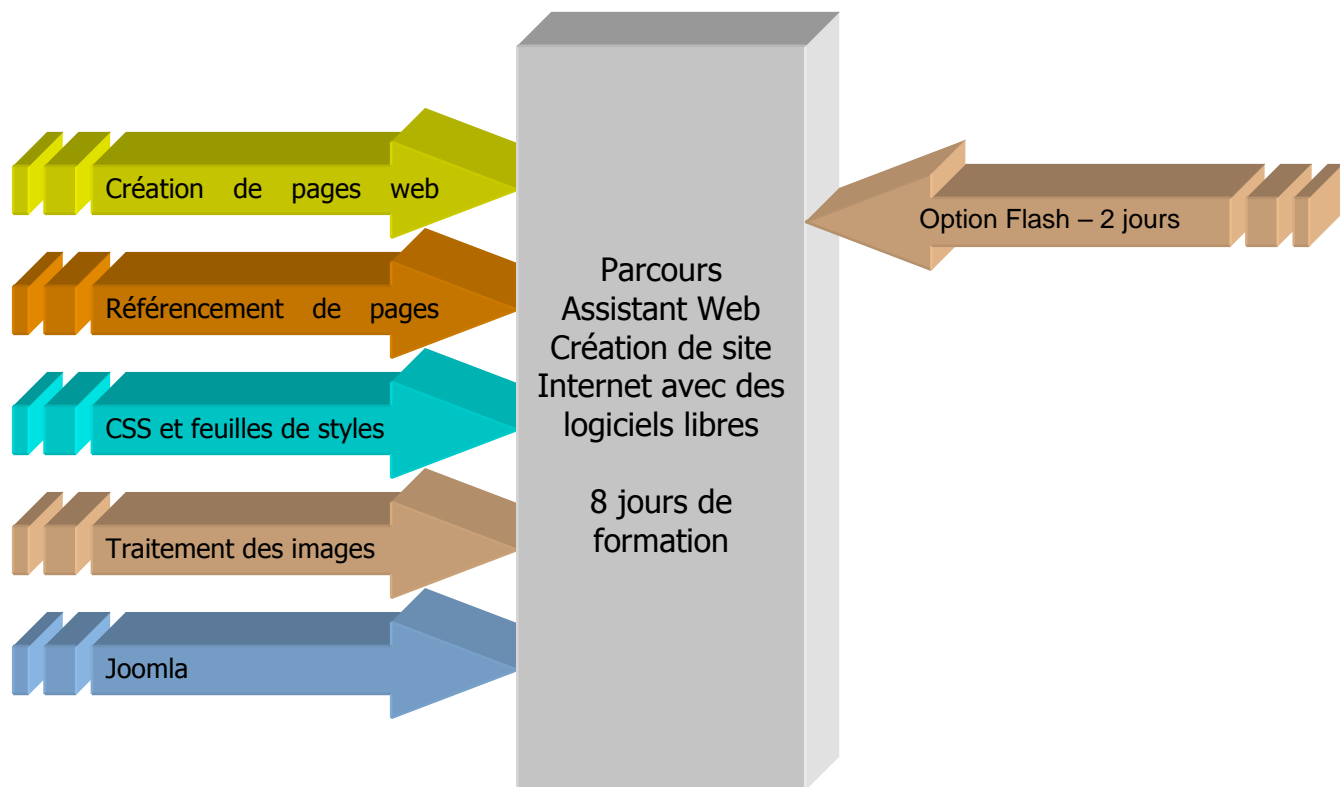 Création de pages web
Référencement de pages
CSS et feuilles de styles
Traitement des images
Joomla
Parcours
Assistant Web
Création de site
Internet avec des
logiciels libres
8 jours de
formation
Option Flash – 2 jours